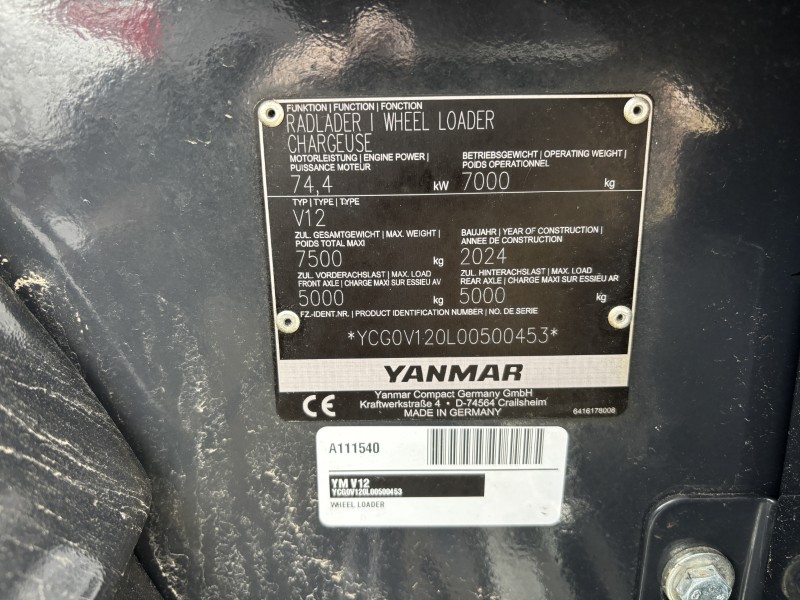 FUNKTION | FUNCTION | FONCTION
RADLADER | WHEEL LOADER
CHARGEUSE
MOTORLEISTUNG | ENGINE POWER |
PUISSANCE MOTEUR
74,4 kW
BETRIEBSGEWICHT | OPERATING WEIGHT |
POIDS OPERATIONNEL
7000 kg
TYP | TYPE | TYPE
V12
ZUL. GESAMTGEWICHT | MAX. WEIGHT |
POIDS TOTAL MAXI
7500 kg
BAUJAHR | YEAR OF CONSTRUCTION |
ANNEE DE CONSTRUCTION
2024
ZUL. VORDERACHSLAST | MAX. LOAD
FRONT AXLE | CHARGE MAXI SUR ESSIEU AV
5000 kg
ZUL. HINTERACHSLAST | MAX. LOAD
REAR AXLE | CHARGE MAXI SUR ESSIEU AR
5000 kg
FZ.-IDENT.NR. | PRODUCT IDENTIFICATION NUMBER | NO. DE SERIE
*YCG0V120L00500453*
YANMAR
Yanmar Compact Germany GmbH
Kraftwerkstraße 4 • D-74564 Crailsheim
MADE IN GERMANY
CE
6416178008
A111540
YM V12
YCG0V120L00500453
WHEEL LOADER